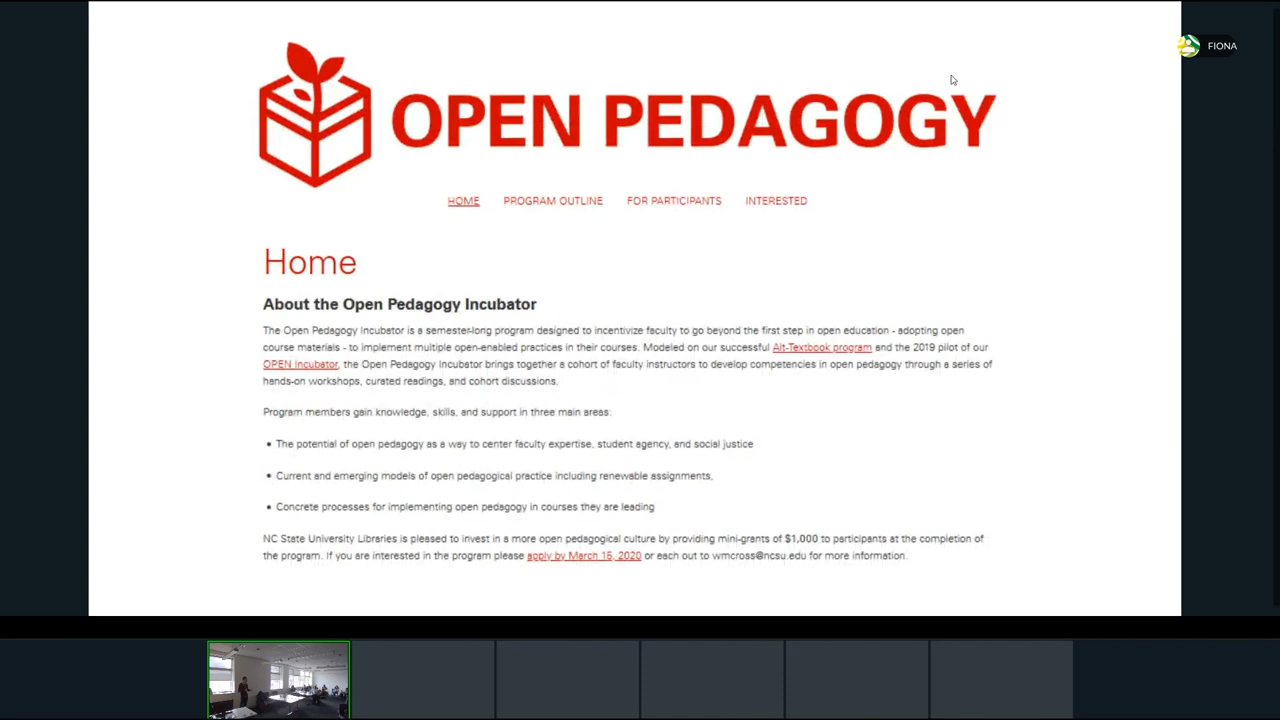 FIONA
OPEN PEDAGOGY
HOME PROGRAM OUTLINE FOR PARTICIPANTS INTERESTED
Home
About the Open Pedagogy Incubator
The Open Pedagogy Incubator is a semester-long program designed to incentivize faculty to go beyond the first step in open education - adopting open
course materials - to implement multiple open-enabled practices in their courses. Modeled on our successful Alt-Textbook program and the 2019 pilot of our
OPEN Incubator, the Open Pedagogy Incubator brings together a cohort of faculty instructors to develop competencies in open pedagogy through a series of
hands-on workshops, curated readings, and cohort discussions.
Program members gain knowledge, skills, and support in three main areas:
• The potential of open pedagogy as a way to center faculty expertise, student agency, and social justice
• Current and emerging models of open pedagogical practice including renewable assignments,
• Concrete processes for implementing open pedagogy in courses they are leading
NC State University Libraries is pleased to invest in a more open pedagogical culture by providing mini-grants of $1,000 to participants at the completion of
the program. If you are interested in the program please apply by March 15, 2020 or each out to wmcross@ncsu.edu for more information.